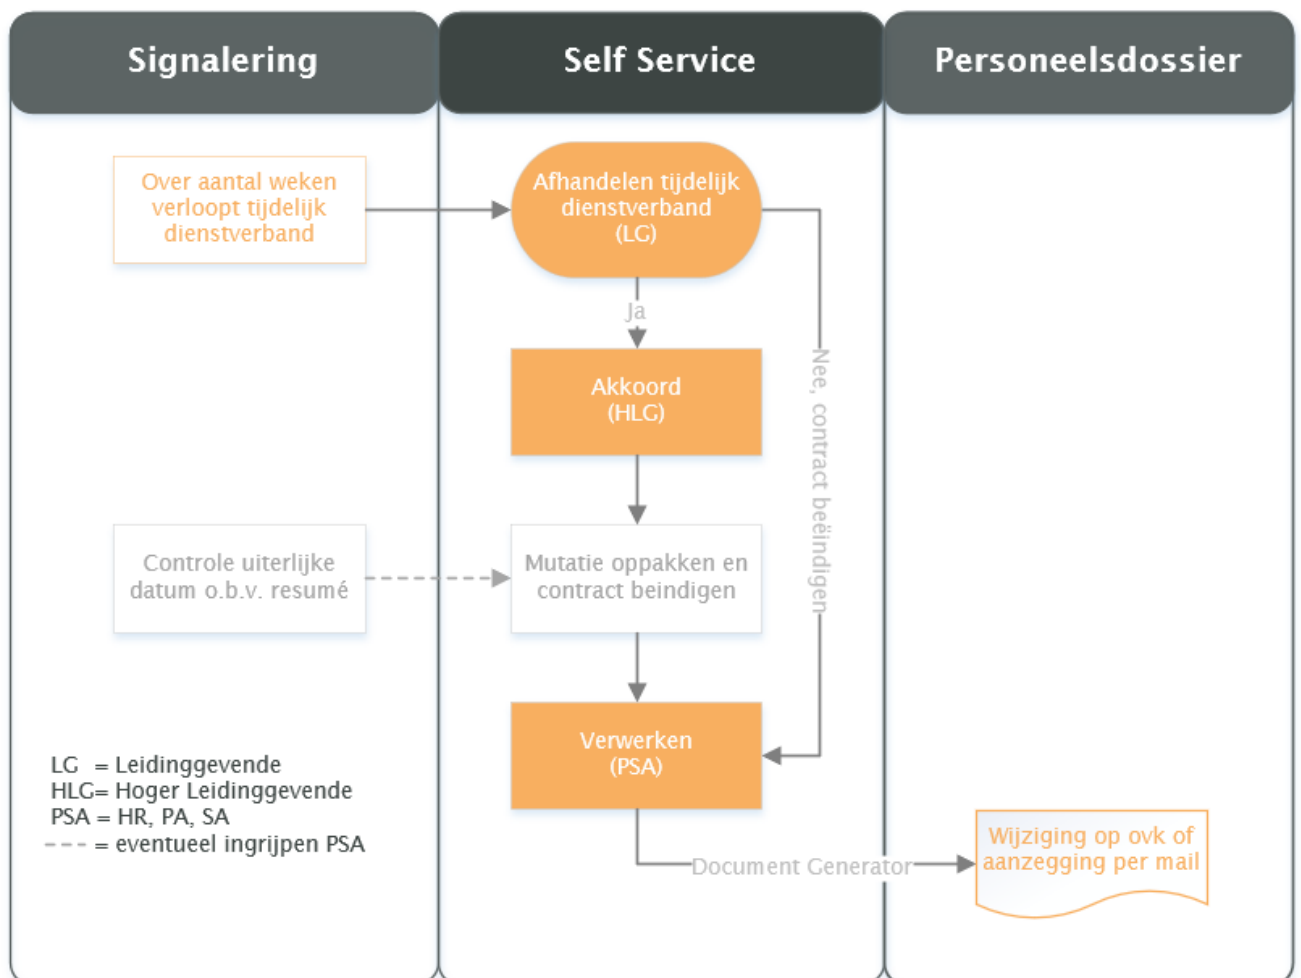 Signalering
Self Service
Personeelsdossier
Over aantal weken
verloopt tijdelijk
dienstverband
Afhandelen tijdelijk
dienstverband
(LG)
Ja
Nee, contract beëindigen
Akkoord
(HLG)
Controle uiterlijke
datum o.b.v. resumé
Mutatie oppakken en
contract beindigen
Verwerken
(PSA)
LG = Leidinggevende
HLG= Hoger Leidinggevende
PSA = HR, PA, SA
--- = eventueel ingrijpen PSA
Document Generator
Wijziging op ovk of
aanzegging per mail